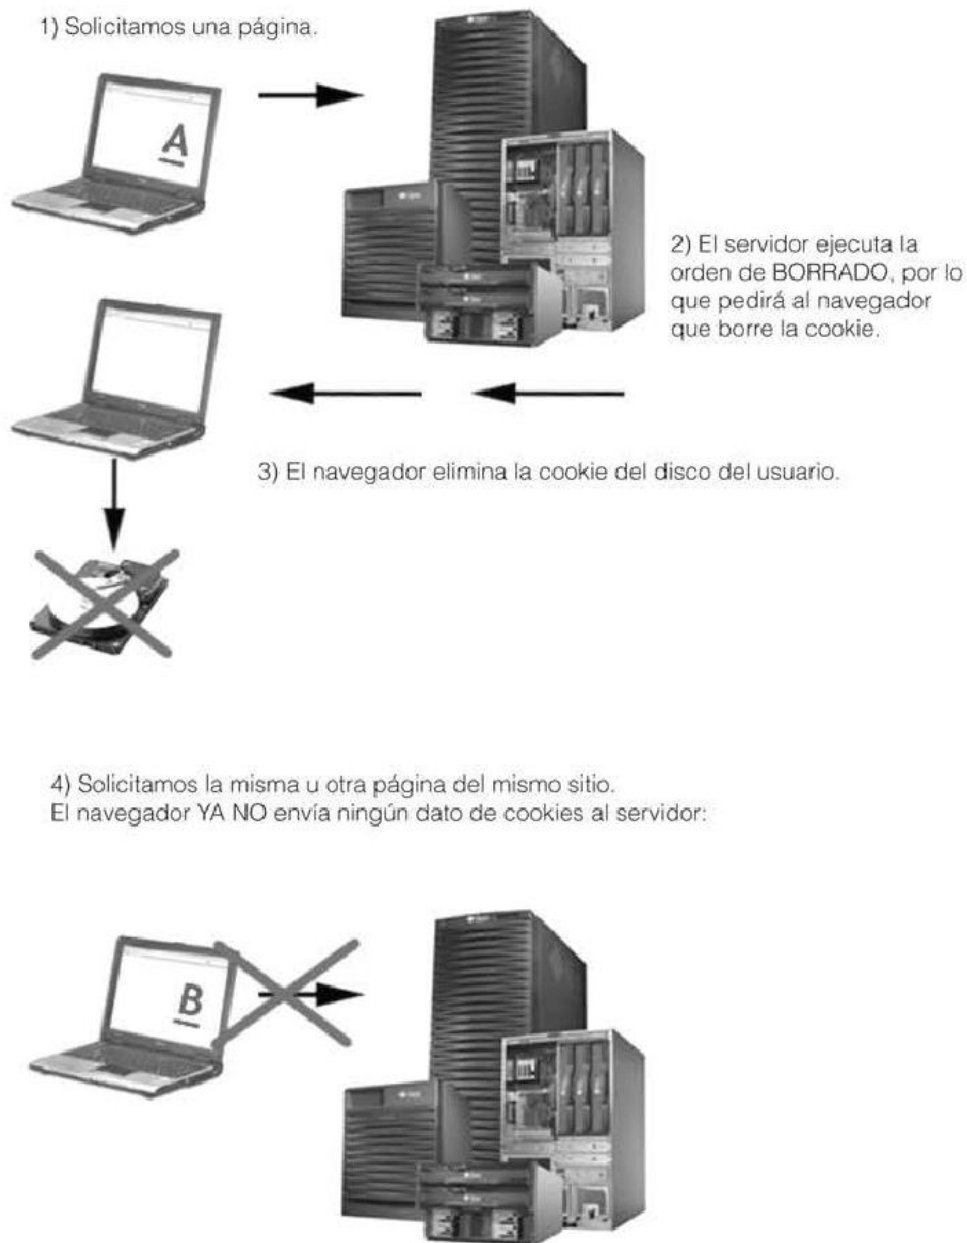 1) Solicitamos una página.
A
2) El servidor ejecuta la
orden de BORRADO, por lo
que pedirá al navegador
que borre la cookie.
3) El navegador elimina la cookie del disco del usuario.
4) Solicitamos la misma u otra página del mismo sitio.
El navegador YA NO envía ningún dato de cookies al servidor:
B